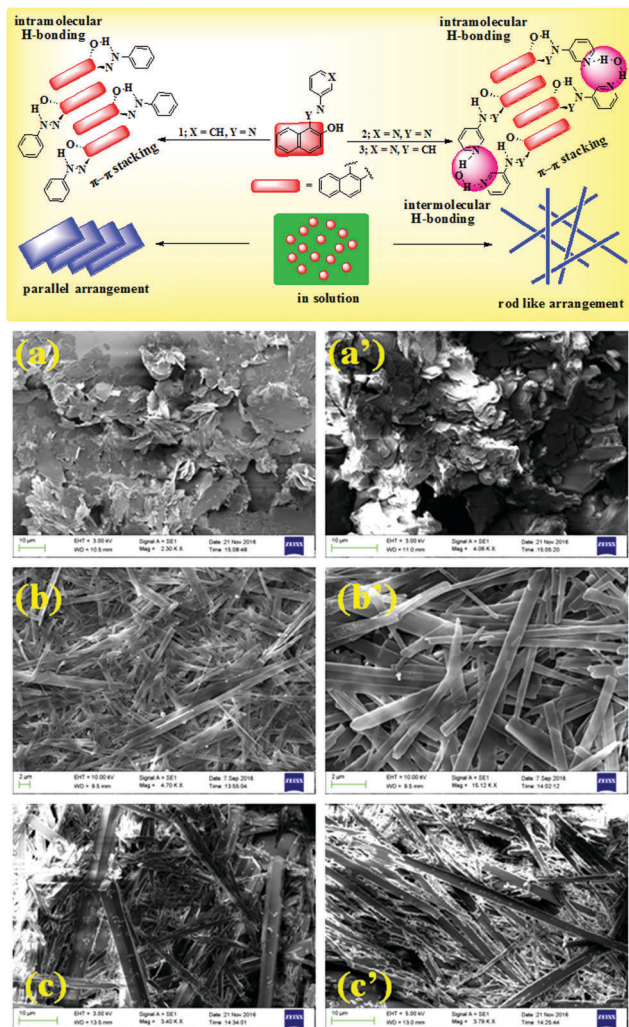 intramolecular
H-bonding
intramolecular
H-bonding
1; X = CH, Y = N
2; X = N, Y = N
3; X = N, Y = CH
π–π stacking
π–π stacking
intermolecular
H-bonding
parallel arrangement
in solution
rod like arrangement
(a)
10 µm
EHT = 3.00 kV
WD = 10.5 mm
Signal A = SE1
Mag = 2.30 K X
Date :21 Nov 2016
Time :15:08:49
ZEISS
(a')
10 µm
EHT = 3.00 kV
WD = 11.0 mm
Signal A = SE1
Mag = 4.06 K X
Date :21 Nov 2016
Time :15:05:20
ZEISS
(b)
2 µm
EHT = 10.00 kV
WD = 9.5 mm
Signal A = SE1
Mag = 4.70 K X
Date :7 Sep 2016
Time :13:55:04
ZEISS
(b')
2 µm
EHT = 10.00 kV
WD = 9.5 mm
Signal A = SE1
Mag = 15.12 K X
Date :7 Sep 2016
Time :14:02:12
ZEISS
(c)
10 µm
EHT = 3.00 kV
WD = 13.5 mm
Signal A = SE1
Mag = 3.40 K X
Date :21 Nov 2016
Time :14:34:01
ZEISS
(c')
10 µm
EHT = 5.00 kV
WD = 13.0 mm
Signal A = SE1
Mag = 3.79 K X
Date :21 Nov 2016
Time :14:25:44
ZEISS